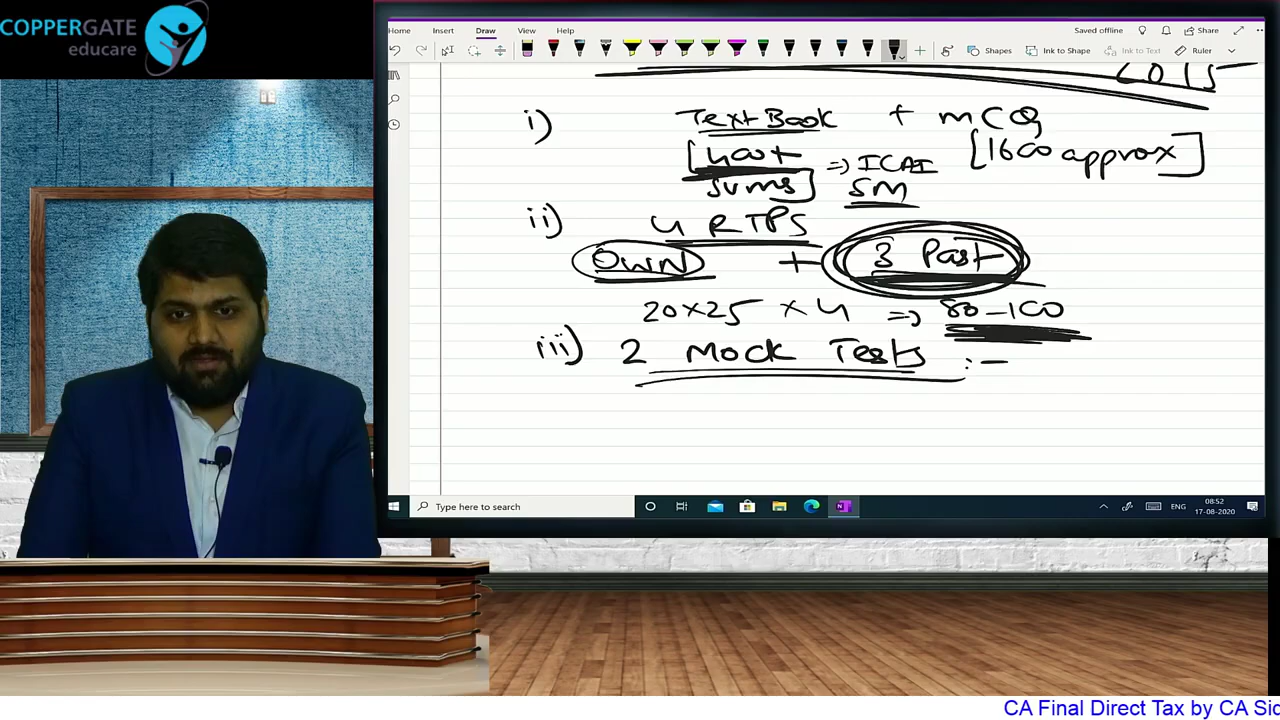 COPPERGATE
educare
Home Insert Draw View Help Saved offline Share
Shapes Ink to Shape Ink to Text Ruler
2015
i) Text Book + MCQ
[400+ => ICAI [1600 approx]
sums] SM
ii) 4 RTPS
OWN + 3 Past
20×25 × 4 => 80-100
iii) 2 Mock Tests :-
Type here to search
ENG 08:52
17-08-2020
CA Final Direct Tax by CA Sid